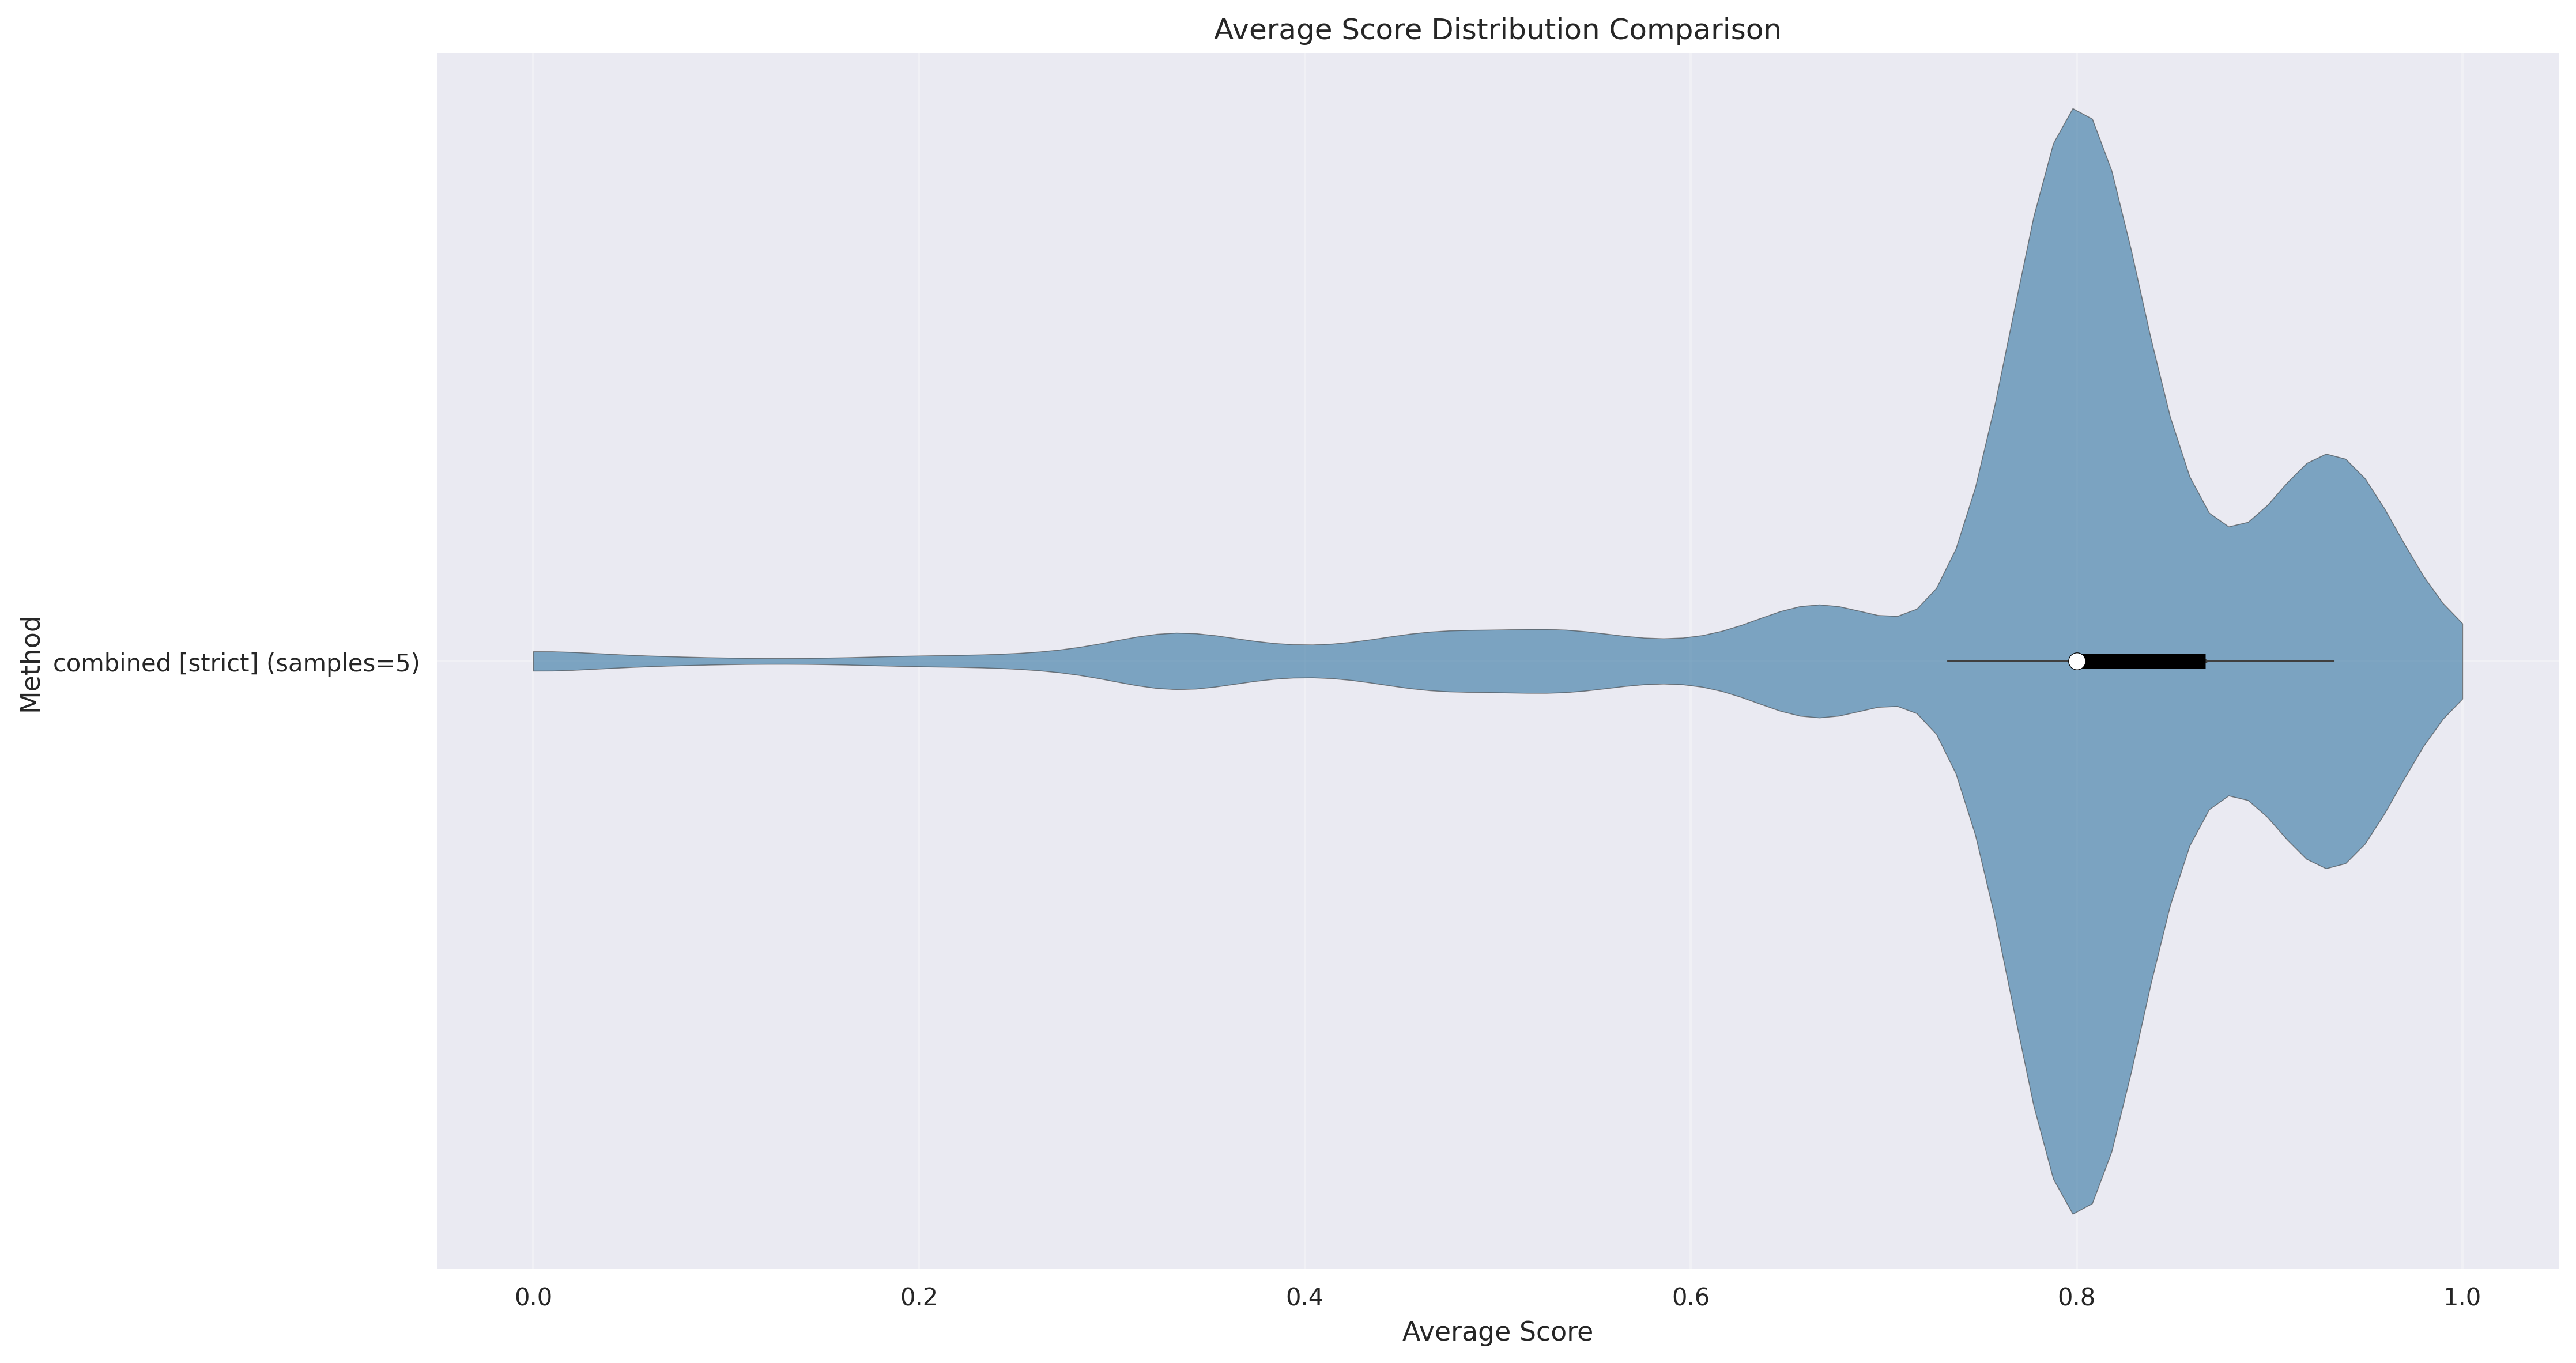 Average Score Distribution Comparison
Method
combined [strict] (samples=5)
0.0 0.2 0.4 0.6 0.8 1.0
Average Score